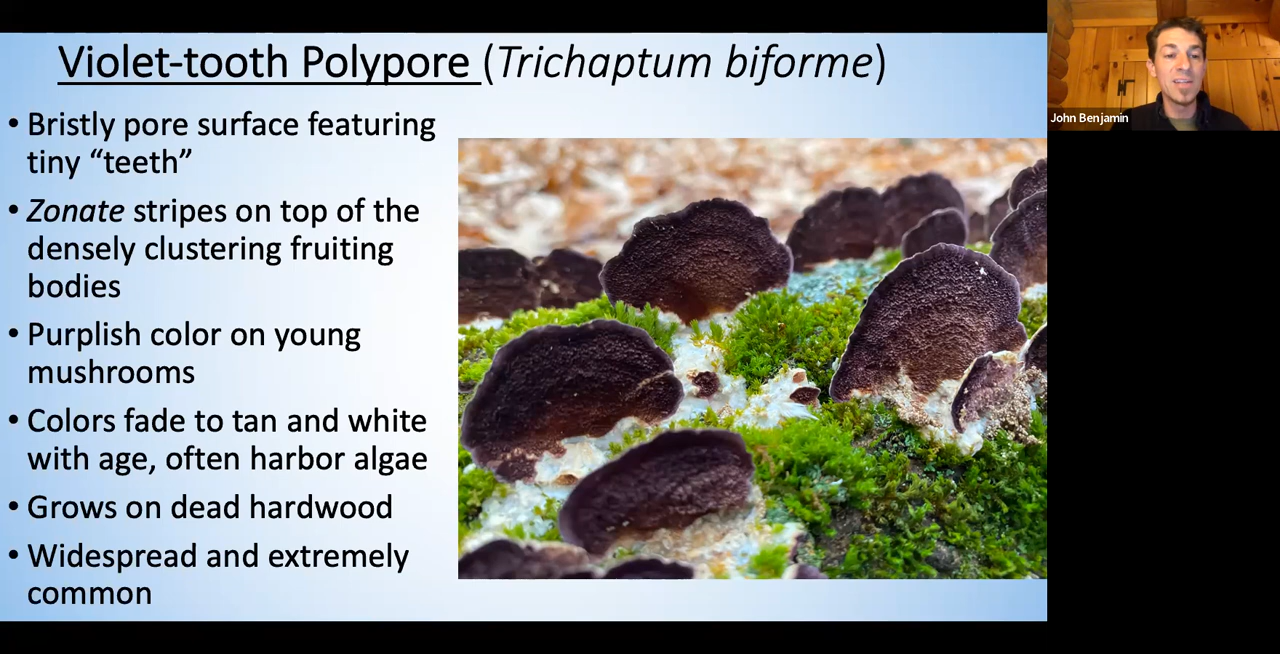 Violet-tooth Polypore (Trichaptum biforme)
• Bristly pore surface featuring
tiny “teeth”
• Zonate stripes on top of the
densely clustering fruiting
bodies
• Purplish color on young
mushrooms
• Colors fade to tan and white
with age, often harbor algae
• Grows on dead hardwood
• Widespread and extremely
common
John Benjamin